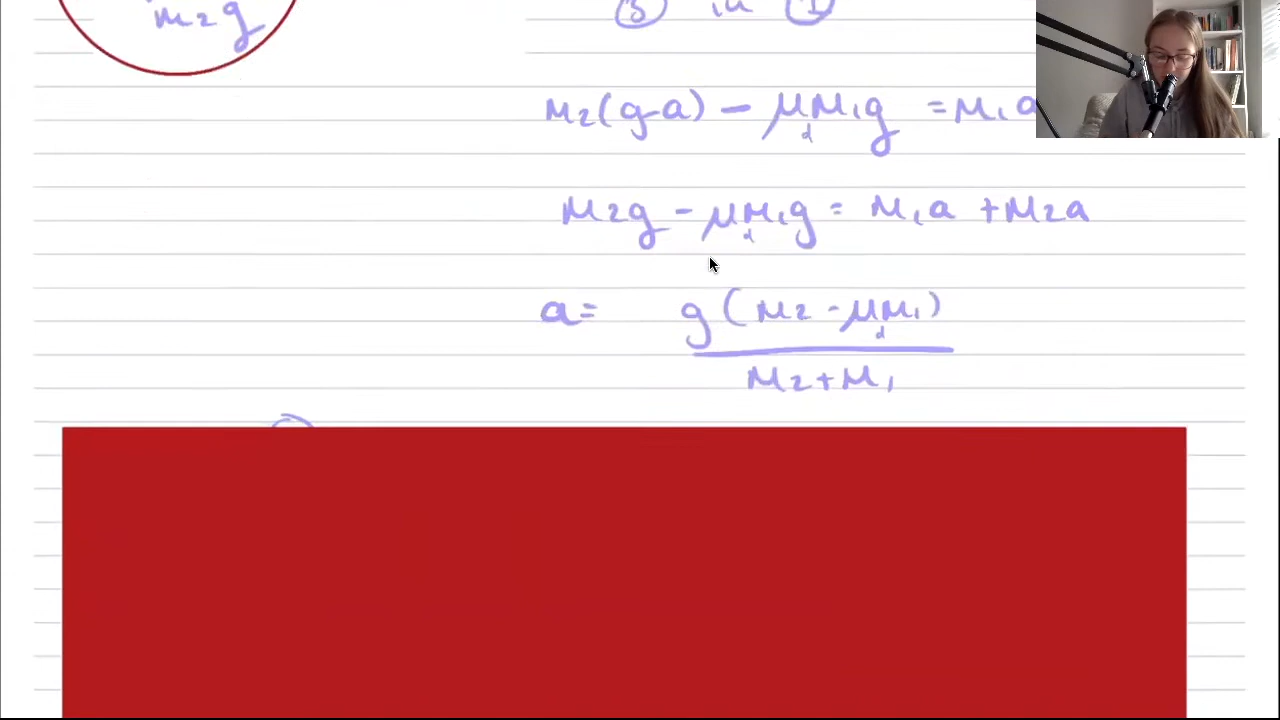 m₂g
③ in ①
m₂(g-a) - μ_d m₁g = m₁a
m₂g - μ_d m₁g = m₁a + m₂a
a = g(m₂ - μ_d m₁)
m₂ + m₁